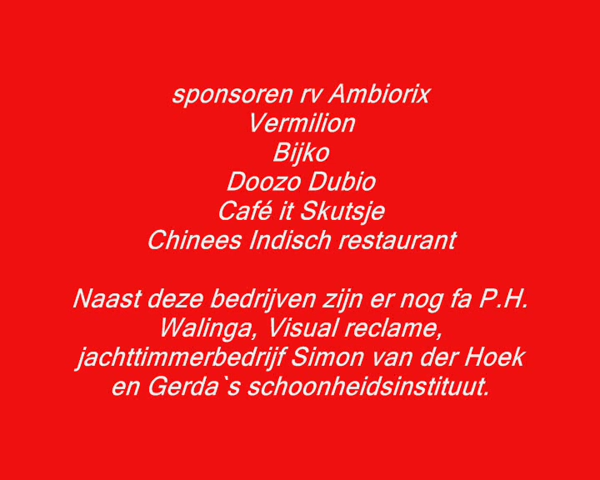 sponsoren rv Ambiorix
Vermilion
Bijko
Doozo Dubio
Café it Skutsje
Chinees Indisch restaurant
Naast deze bedrijven zijn er nog fa P.H.
Walinga, Visual reclame,
jachttimmerbedrijf Simon van der Hoek
en Gerda`s schoonheidsinstituut.